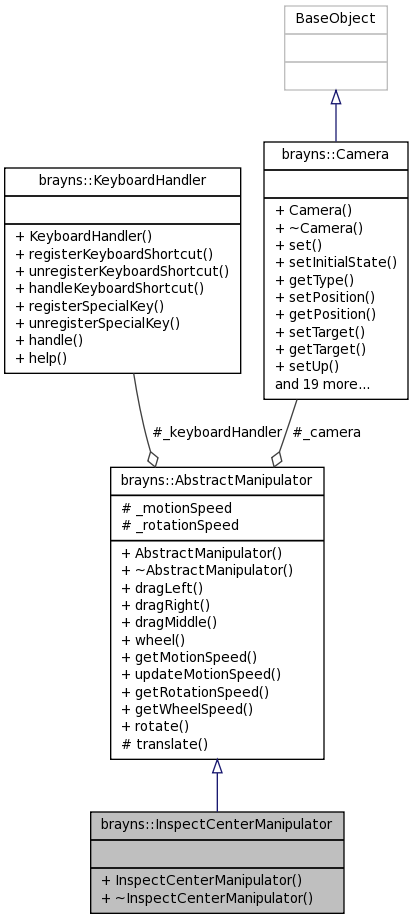 BaseObject
brayns::KeyboardHandler
+ KeyboardHandler()
+ registerKeyboardShortcut()
+ unregisterKeyboardShortcut()
+ handleKeyboardShortcut()
+ registerSpecialKey()
+ unregisterSpecialKey()
+ handle()
+ help()
brayns::Camera
+ Camera()
+ ~Camera()
+ set()
+ setInitialState()
+ getType()
+ setPosition()
+ getPosition()
+ setTarget()
+ getTarget()
+ setUp()
and 19 more...
#_keyboardHandler
#_camera
brayns::AbstractManipulator
# _motionSpeed
# _rotationSpeed
+ AbstractManipulator()
+ ~AbstractManipulator()
+ dragLeft()
+ dragRight()
+ dragMiddle()
+ wheel()
+ getMotionSpeed()
+ updateMotionSpeed()
+ getRotationSpeed()
+ getWheelSpeed()
+ rotate()
# translate()
brayns::InspectCenterManipulator
+ InspectCenterManipulator()
+ ~InspectCenterManipulator()